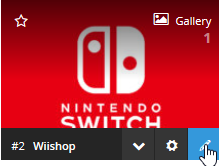 Gallery
1
NINTENDO
SWITCH
#2 Wiishop